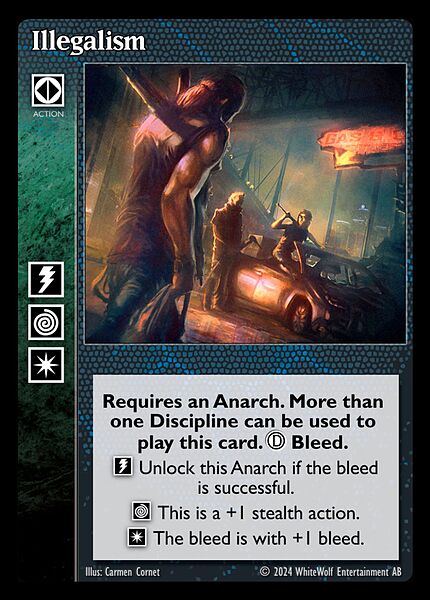 Illegalism
ACTION
GAS
Requires an Anarch. More than
one Discipline can be used to
play this card. Ⓓ Bleed.
Unlock this Anarch if the bleed
is successful.
This is a +1 stealth action.
The bleed is with +1 bleed.
Illus: Carmen Cornet
© 2024 WhiteWolf Entertainment AB